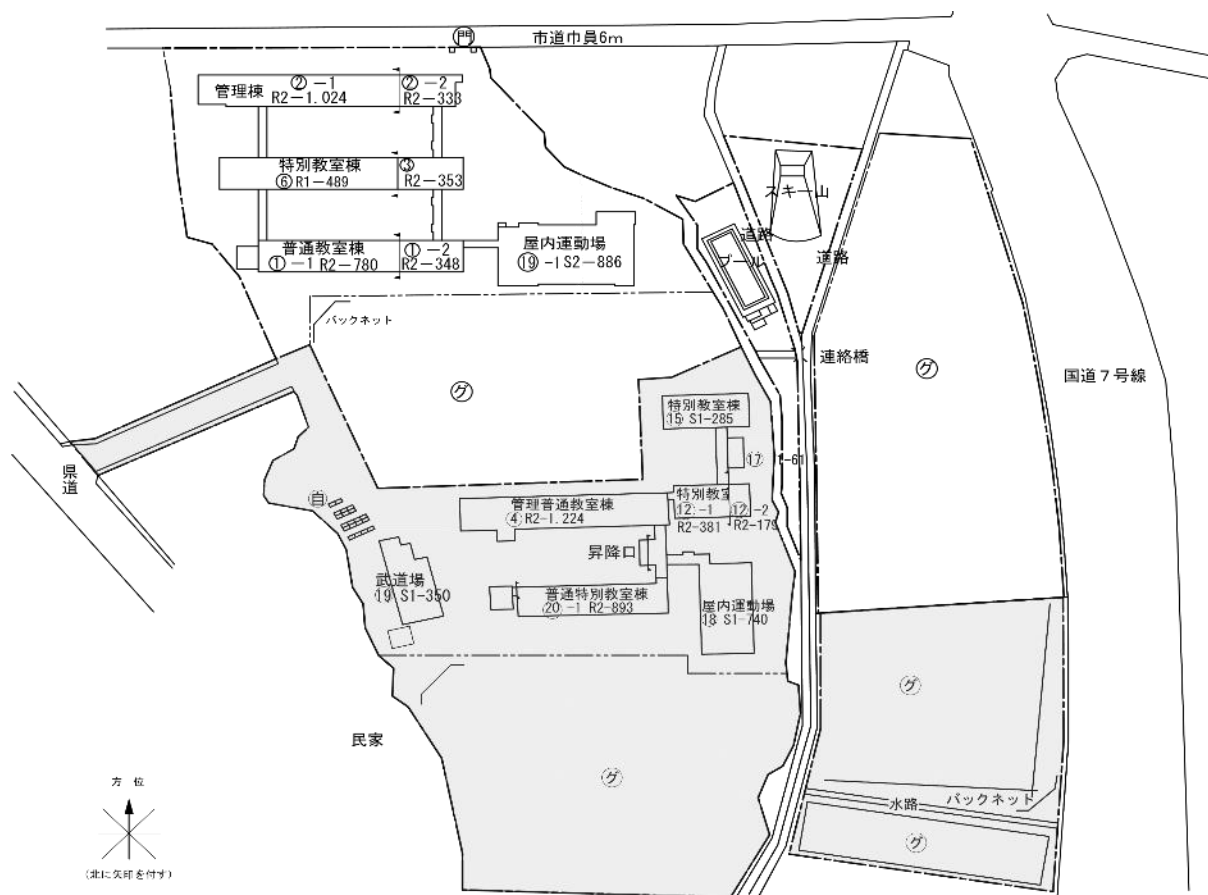 門
市道巾員6m
管理棟
②-1
R2-1.024
②-2
R2-333
特別教室棟
⑥R1-489
③
R2-353
普通教室棟
①-1 R2-780
①-2
R2-348
屋内運動場
⑲-1 S2-886
スキー山
道路
プール
道路
バックネット
連絡橋
グ
グ
国道7号線
特別教室棟
⑮ S1-285
⑰
-61
県道
自
管理普通教室棟
④R2-1.224
特別教室
⑫-1
R2-381
⑫-2
R2-179
昇降口
武道場
⑲ S1-350
普通特別教室棟
⑳-1 R2-893
屋内運動場
⑱ S1-740
グ
民家
グ
バックネット
水路
グ
方位
(北に矢印を付す)